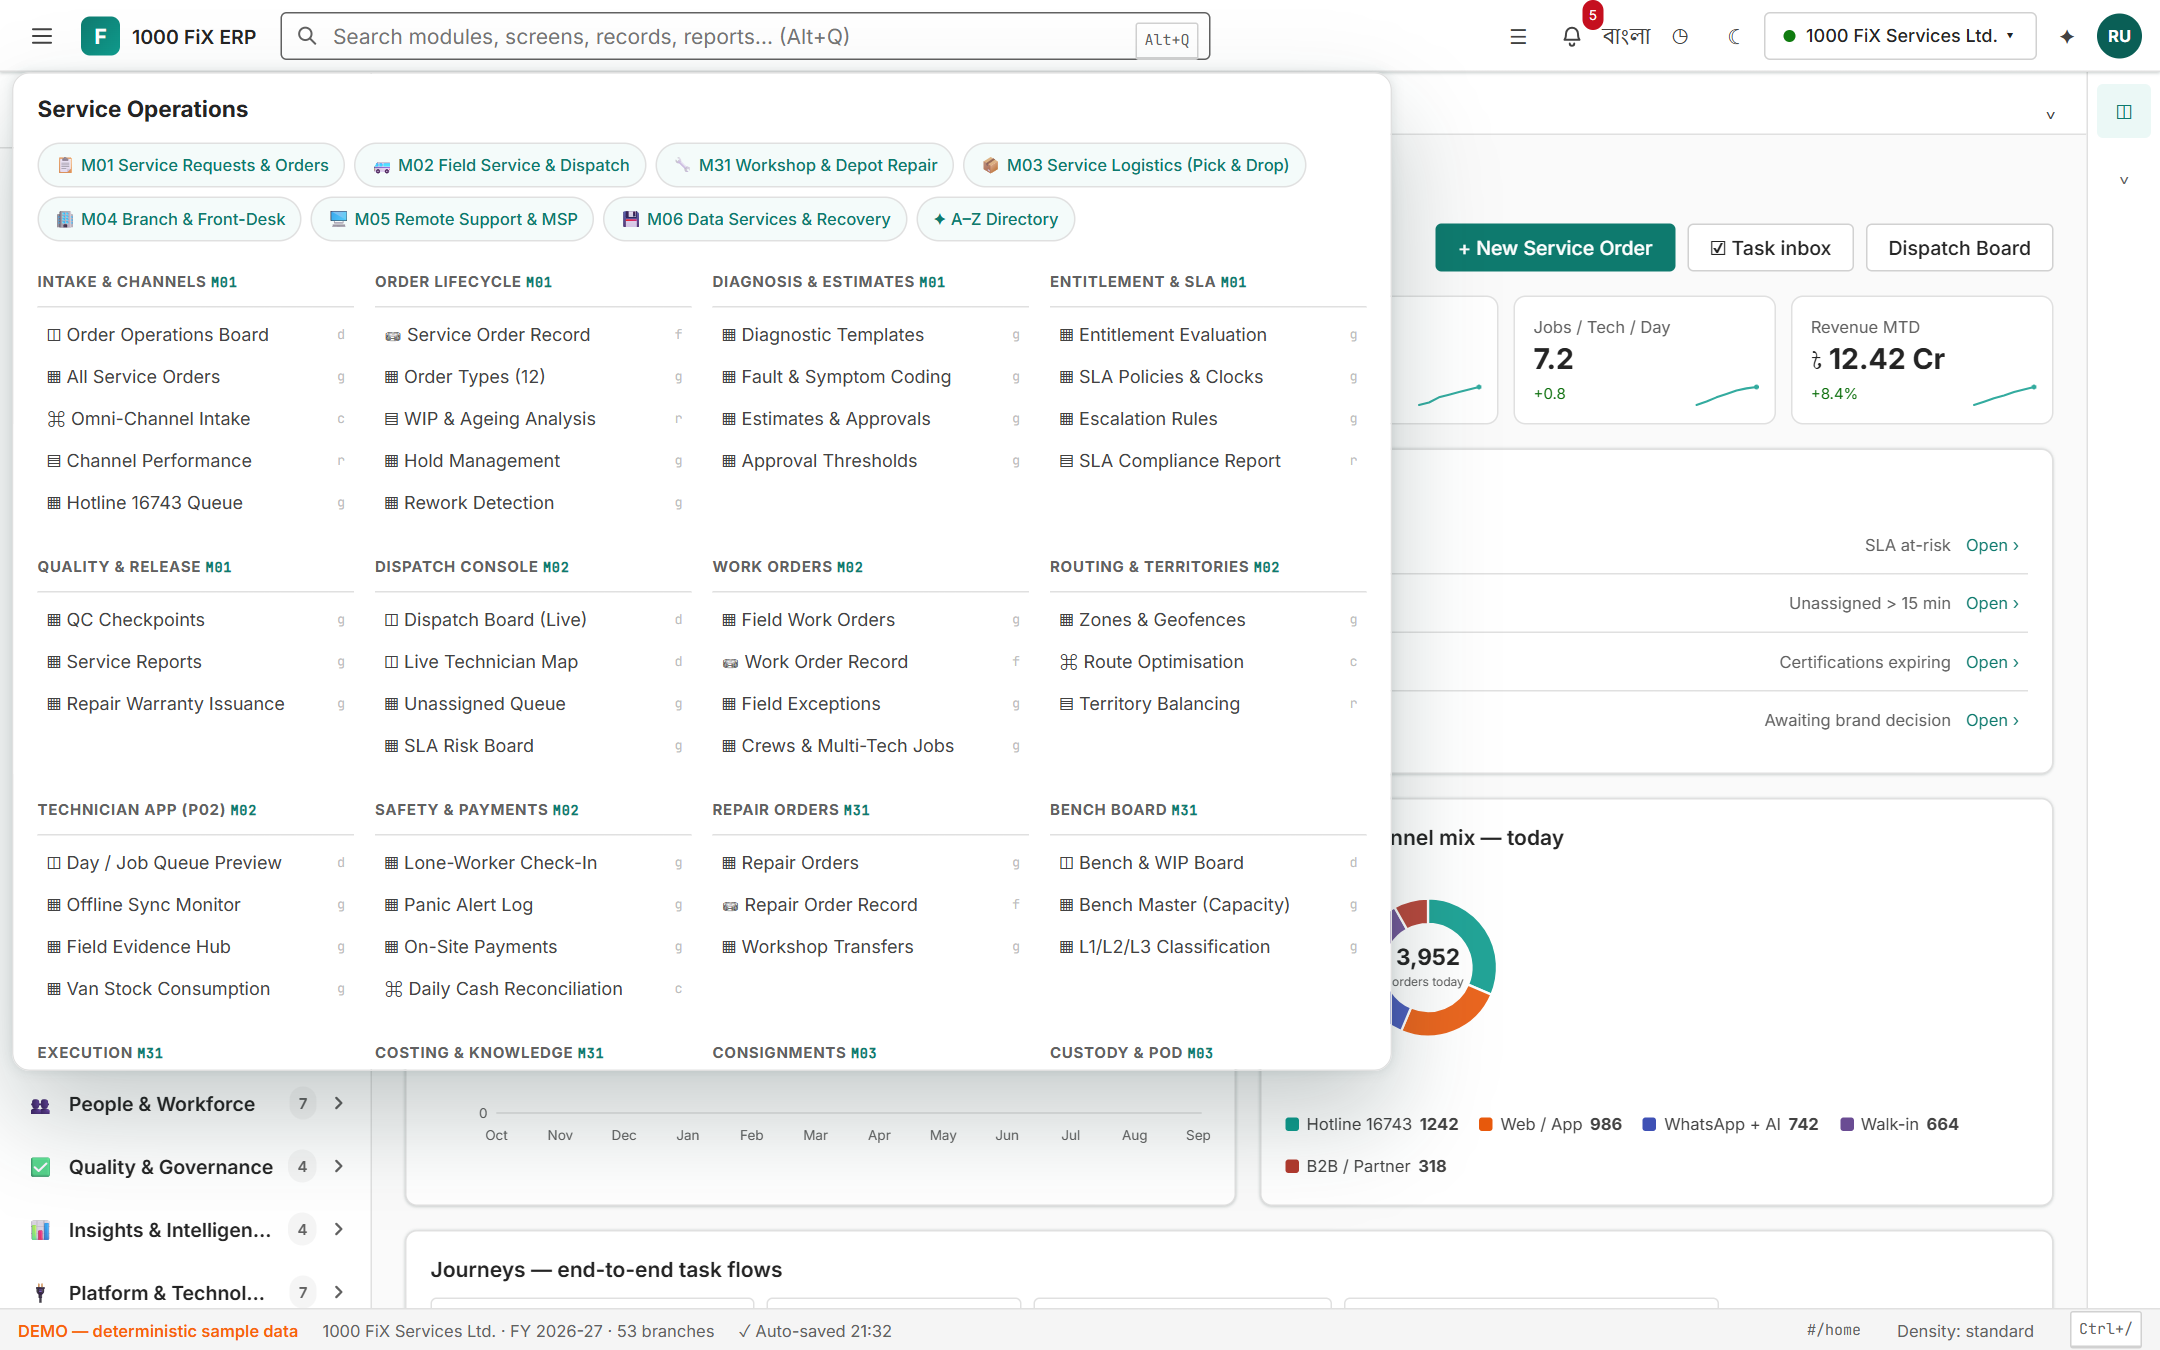 F 1000 FiX ERP Search modules, screens, records, reports... (Alt+Q) Alt+Q 5 বাংলা 1000 FiX Services Ltd. RU
Service Operations
M01 Service Requests & Orders M02 Field Service & Dispatch M31 Workshop & Depot Repair M03 Service Logistics (Pick & Drop)
M04 Branch & Front-Desk M05 Remote Support & MSP M06 Data Services & Recovery A–Z Directory
+ New Service Order Task inbox Dispatch Board
INTAKE & CHANNELS M01
Order Operations Board d
All Service Orders g
Omni-Channel Intake c
Channel Performance r
Hotline 16743 Queue g
ORDER LIFECYCLE M01
Service Order Record f
Order Types (12) g
WIP & Ageing Analysis r
Hold Management g
Rework Detection g
DIAGNOSIS & ESTIMATES M01
Diagnostic Templates g
Fault & Symptom Coding g
Estimates & Approvals g
Approval Thresholds g
ENTITLEMENT & SLA M01
Entitlement Evaluation g
SLA Policies & Clocks g
Escalation Rules g
SLA Compliance Report r
QUALITY & RELEASE M01
QC Checkpoints g
Service Reports g
Repair Warranty Issuance g
DISPATCH CONSOLE M02
Dispatch Board (Live) d
Live Technician Map d
Unassigned Queue g
SLA Risk Board g
WORK ORDERS M02
Field Work Orders g
Work Order Record f
Field Exceptions g
Crews & Multi-Tech Jobs g
ROUTING & TERRITORIES M02
Zones & Geofences g
Route Optimisation c
Territory Balancing r
TECHNICIAN APP (P02) M02
Day / Job Queue Preview d
Offline Sync Monitor g
Field Evidence Hub g
Van Stock Consumption g
SAFETY & PAYMENTS M02
Lone-Worker Check-In g
Panic Alert Log g
On-Site Payments g
Daily Cash Reconciliation c
REPAIR ORDERS M31
Repair Orders g
Repair Order Record f
Workshop Transfers g
BENCH BOARD M31
Bench & WIP Board d
Bench Master (Capacity) g
L1/L2/L3 Classification g
EXECUTION M31 COSTING & KNOWLEDGE M31 CONSIGNMENTS M03 CUSTODY & POD M03
Jobs / Tech / Day
7.2
+0.8
Revenue MTD
৳ 12.42 Cr
+8.4%
SLA at-risk Open ›
Unassigned > 15 min Open ›
Certifications expiring Open ›
Awaiting brand decision Open ›
nnel mix — today
3,952
orders today
Hotline 16743 1242 Web / App 986 WhatsApp + AI 742 Walk-in 664
B2B / Partner 318
People & Workforce 7
Quality & Governance 4
Insights & Intelligen... 4
Platform & Technol... 7
0
Oct Nov Dec Jan Feb Mar Apr May Jun Jul Aug Sep
Journeys — end-to-end task flows
DEMO — deterministic sample data 1000 FiX Services Ltd. · FY 2026-27 · 53 branches ✓ Auto-saved 21:32 #/home Density: standard Ctrl+/